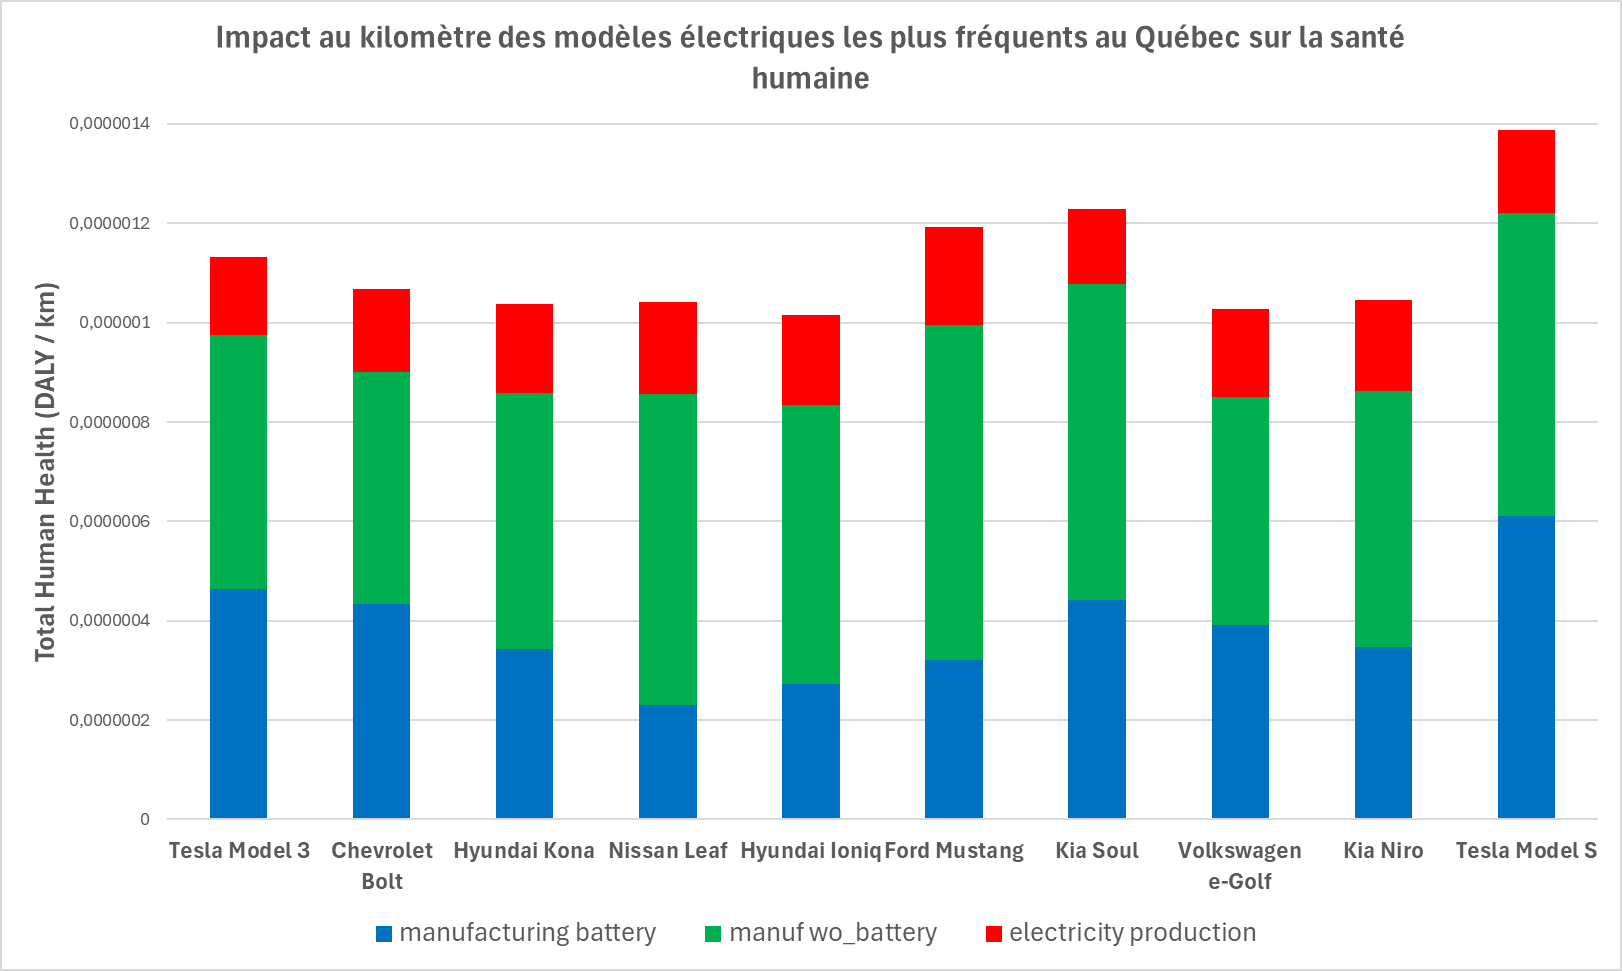 Impact au kilomètre des modèles électriques les plus fréquents au Québec sur la santé
humaine
Total Human Health (DALY / km)
0,0000014
0,0000012
0,000001
0,0000008
0,0000006
0,0000004
0,0000002
0
Tesla Model 3
Chevrolet
Bolt
Hyundai Kona
Nissan Leaf
Hyundai Ioniq
Ford Mustang
Kia Soul
Volkswagen
e-Golf
Kia Niro
Tesla Model S
manufacturing battery
manuf wo_battery
electricity production